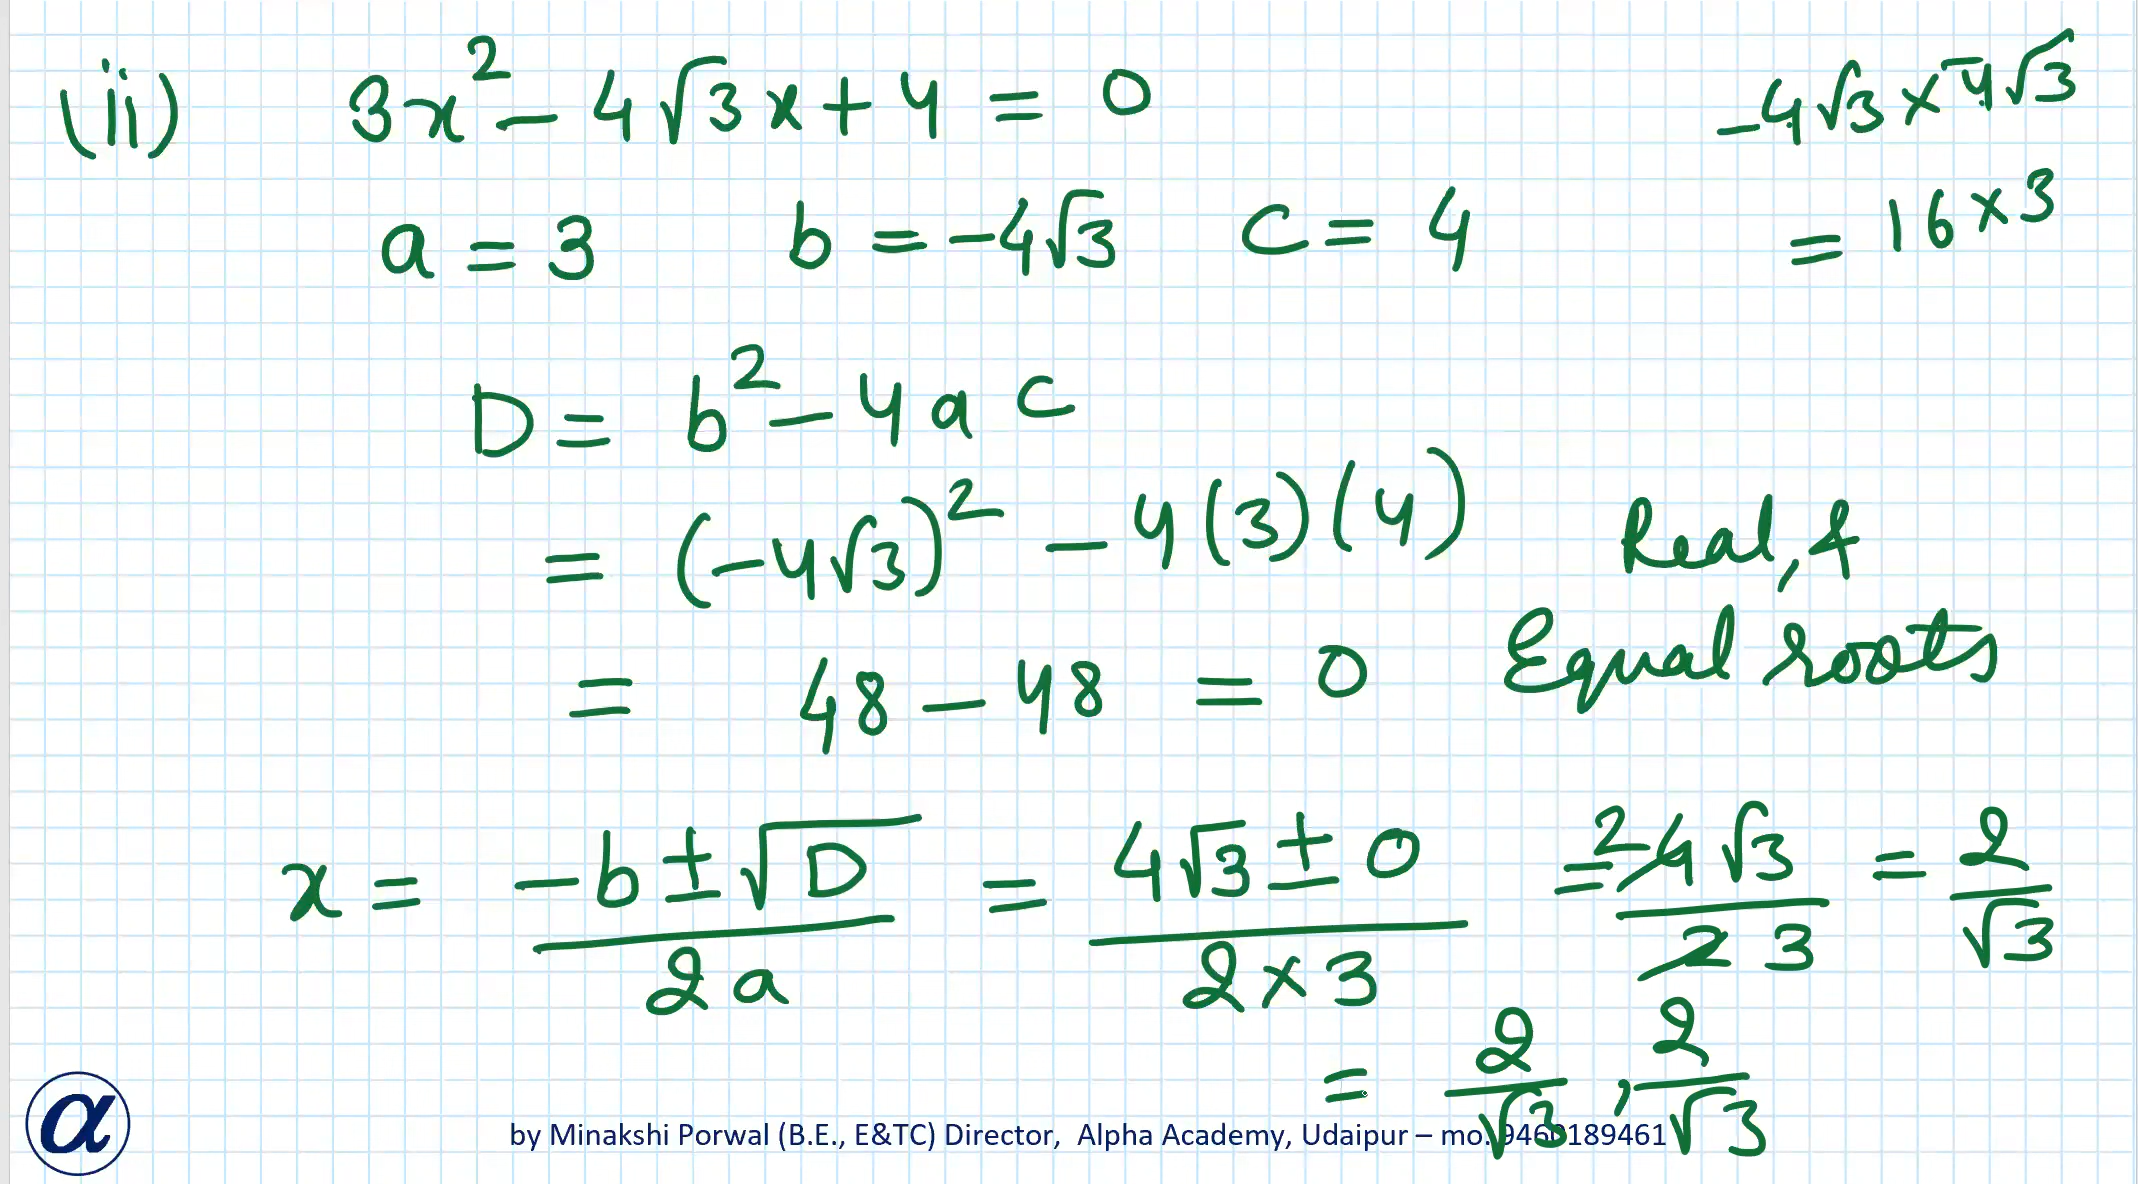 (ii) 3x² - 4√3x + 4 = 0
-4√3 × -4√3
= 16 × 3
a = 3 b = -4√3 c = 4
D = b² - 4ac
= (-4√3)² - 4(3)(4)
= 48 - 48 = 0
Real, &
Equal roots
x = (-b ± √D)/2a = (4√3 ± 0)/(2 × 3) = 2 4√3/(2 3) = 2/√3
= 2/√3, 2/√3
α
by Minakshi Porwal (B.E., E&TC) Director, Alpha Academy, Udaipur – mo. 9460189461